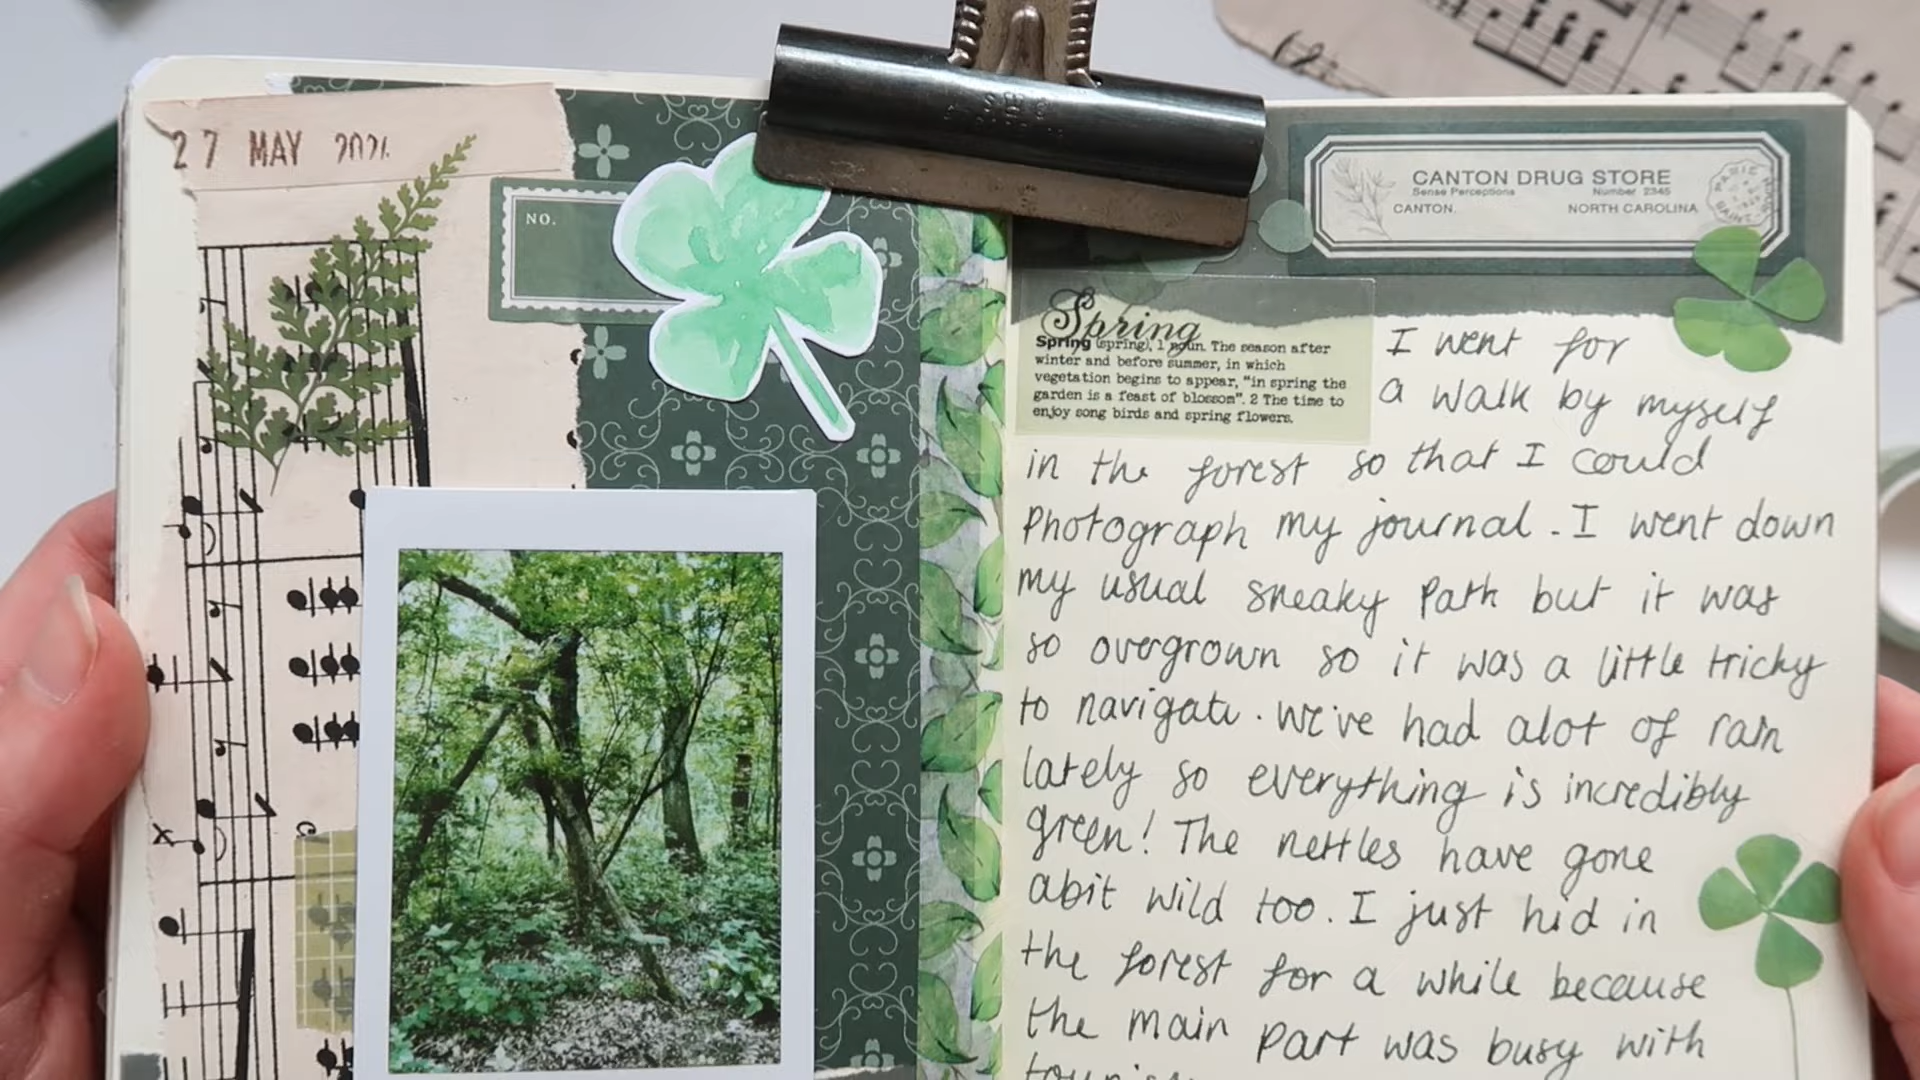 27 MAY
NO.
CANTON DRUG STORE
Sense Perceptions Number 2345
CANTON. NORTH CAROLINA
PARIS
Spring
Spring (spring), 1 noun. The season after
winter and before summer, in which
vegetation begins to appear, "in spring the
garden is a feast of blossom". 2 The time to
enjoy song birds and spring flowers.
I went for
a walk by myself
in the forest so that I could
photograph my journal. I went down
my usual sneaky path but it was
so overgrown so it was a little tricky
to navigate. We've had alot of rain
lately so everything is incredibly
green! The nettles have gone
abit wild too. I just hid in
the forest for a while because
the main part was busy with